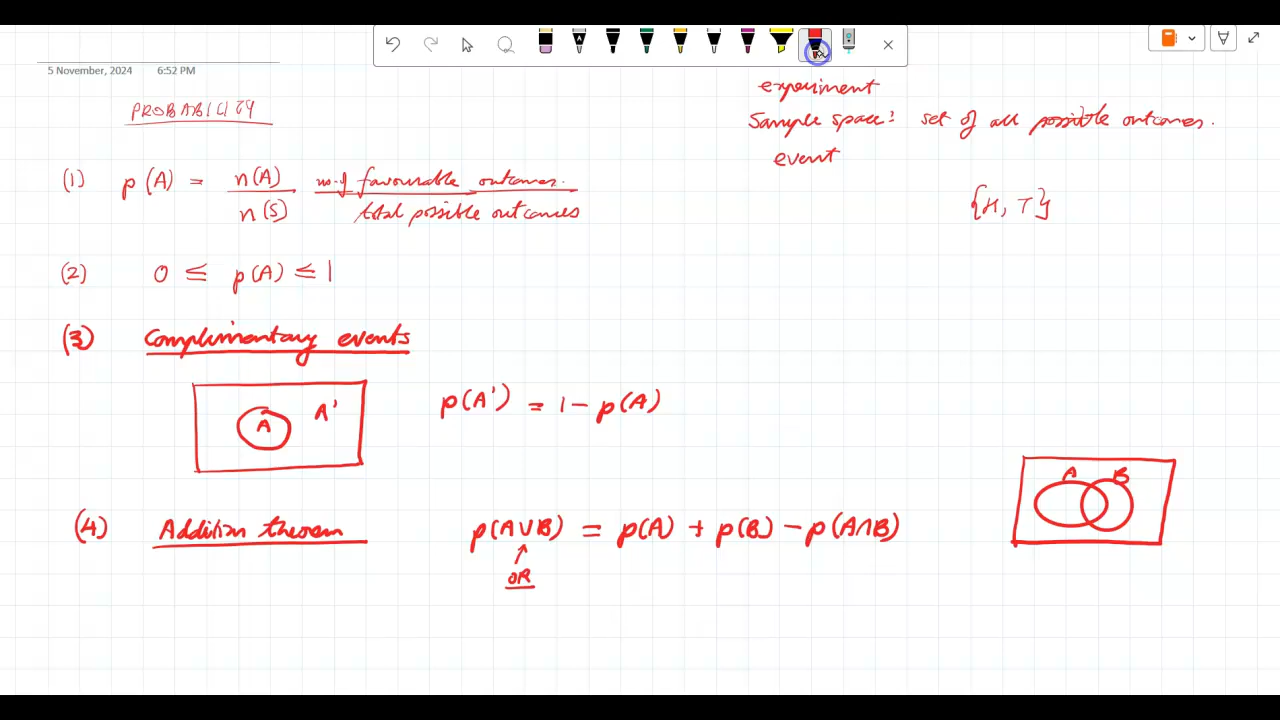 5 November, 2024 6:52 PM
PROBABILITY
experiment
Sample space : set of all possible outcomes.
event
{H, T}
(1) p(A) = n(A) / n(S) no. of favourable outcomes. / total possible outcomes
(2) 0 ≤ p(A) ≤ 1
(3) Complimentary events
A A' p(A') = 1 - p(A)
A B
(4) Addition theorem p(A∪B) = p(A) + p(B) - p(A∩B)
↑
OR